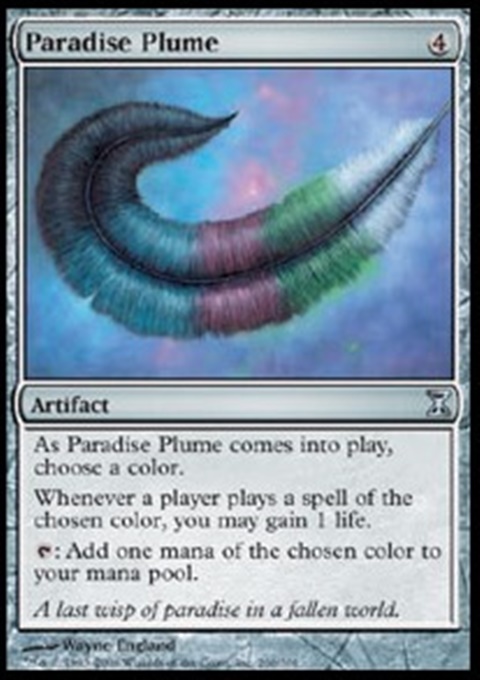 Paradise Plume 4
Artifact
As Paradise Plume comes into play,
choose a color.
Whenever a player plays a spell of the
chosen color, you may gain 1 life.
: Add one mana of the chosen color to
your mana pool.
A last wisp of paradise in a fallen world.
Wayne England